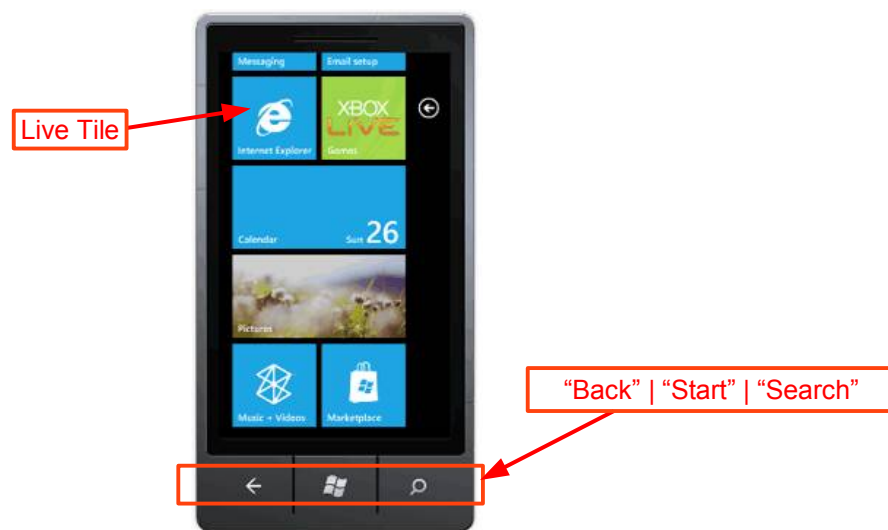 Messaging
Email setup
Live Tile
XBOX
LIVE
Internet Explorer
Games
Calendar
Sun 26
Pictures
Music + Videos
Marketplace
“Back” | “Start” | “Search”